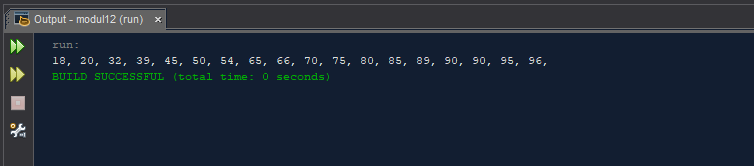 Output - modul12 (run)
run:
18, 20, 32, 39, 45, 50, 54, 65, 66, 70, 75, 80, 85, 89, 90, 90, 95, 96,
BUILD SUCCESSFUL (total time: 0 seconds)